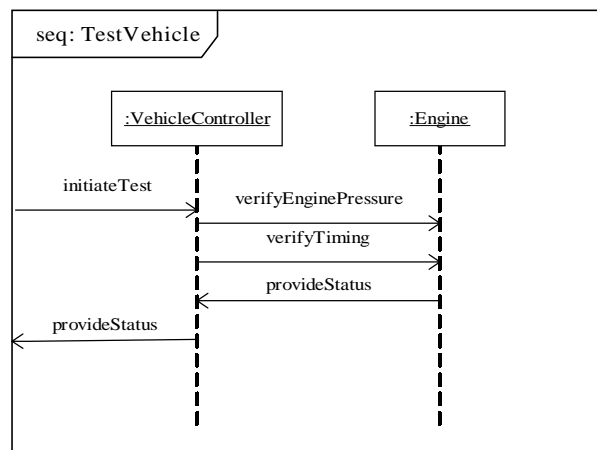 seq: TestVehicle
:VehicleController
:Engine
initiateTest
verifyEnginePressure
verifyTiming
provideStatus
provideStatus